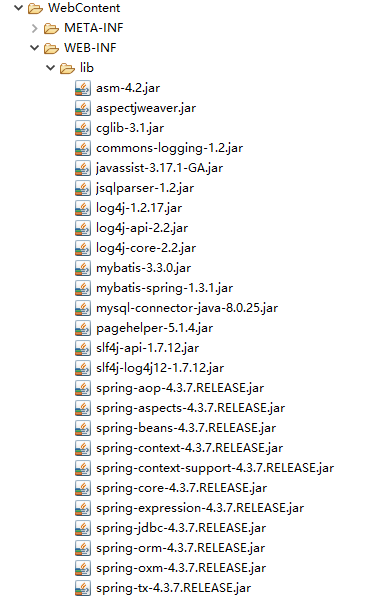 WebContent
META-INF
WEB-INF
lib
asm-4.2.jar
aspectjweaver.jar
cglib-3.1.jar
commons-logging-1.2.jar
javassist-3.17.1-GA.jar
jsqlparser-1.2.jar
log4j-1.2.17.jar
log4j-api-2.2.jar
log4j-core-2.2.jar
mybatis-3.3.0.jar
mybatis-spring-1.3.1.jar
mysql-connector-java-8.0.25.jar
pagehelper-5.1.4.jar
slf4j-api-1.7.12.jar
slf4j-log4j12-1.7.12.jar
spring-aop-4.3.7.RELEASE.jar
spring-aspects-4.3.7.RELEASE.jar
spring-beans-4.3.7.RELEASE.jar
spring-context-4.3.7.RELEASE.jar
spring-context-support-4.3.7.RELEASE.jar
spring-core-4.3.7.RELEASE.jar
spring-expression-4.3.7.RELEASE.jar
spring-jdbc-4.3.7.RELEASE.jar
spring-orm-4.3.7.RELEASE.jar
spring-oxm-4.3.7.RELEASE.jar
spring-tx-4.3.7.RELEASE.jar